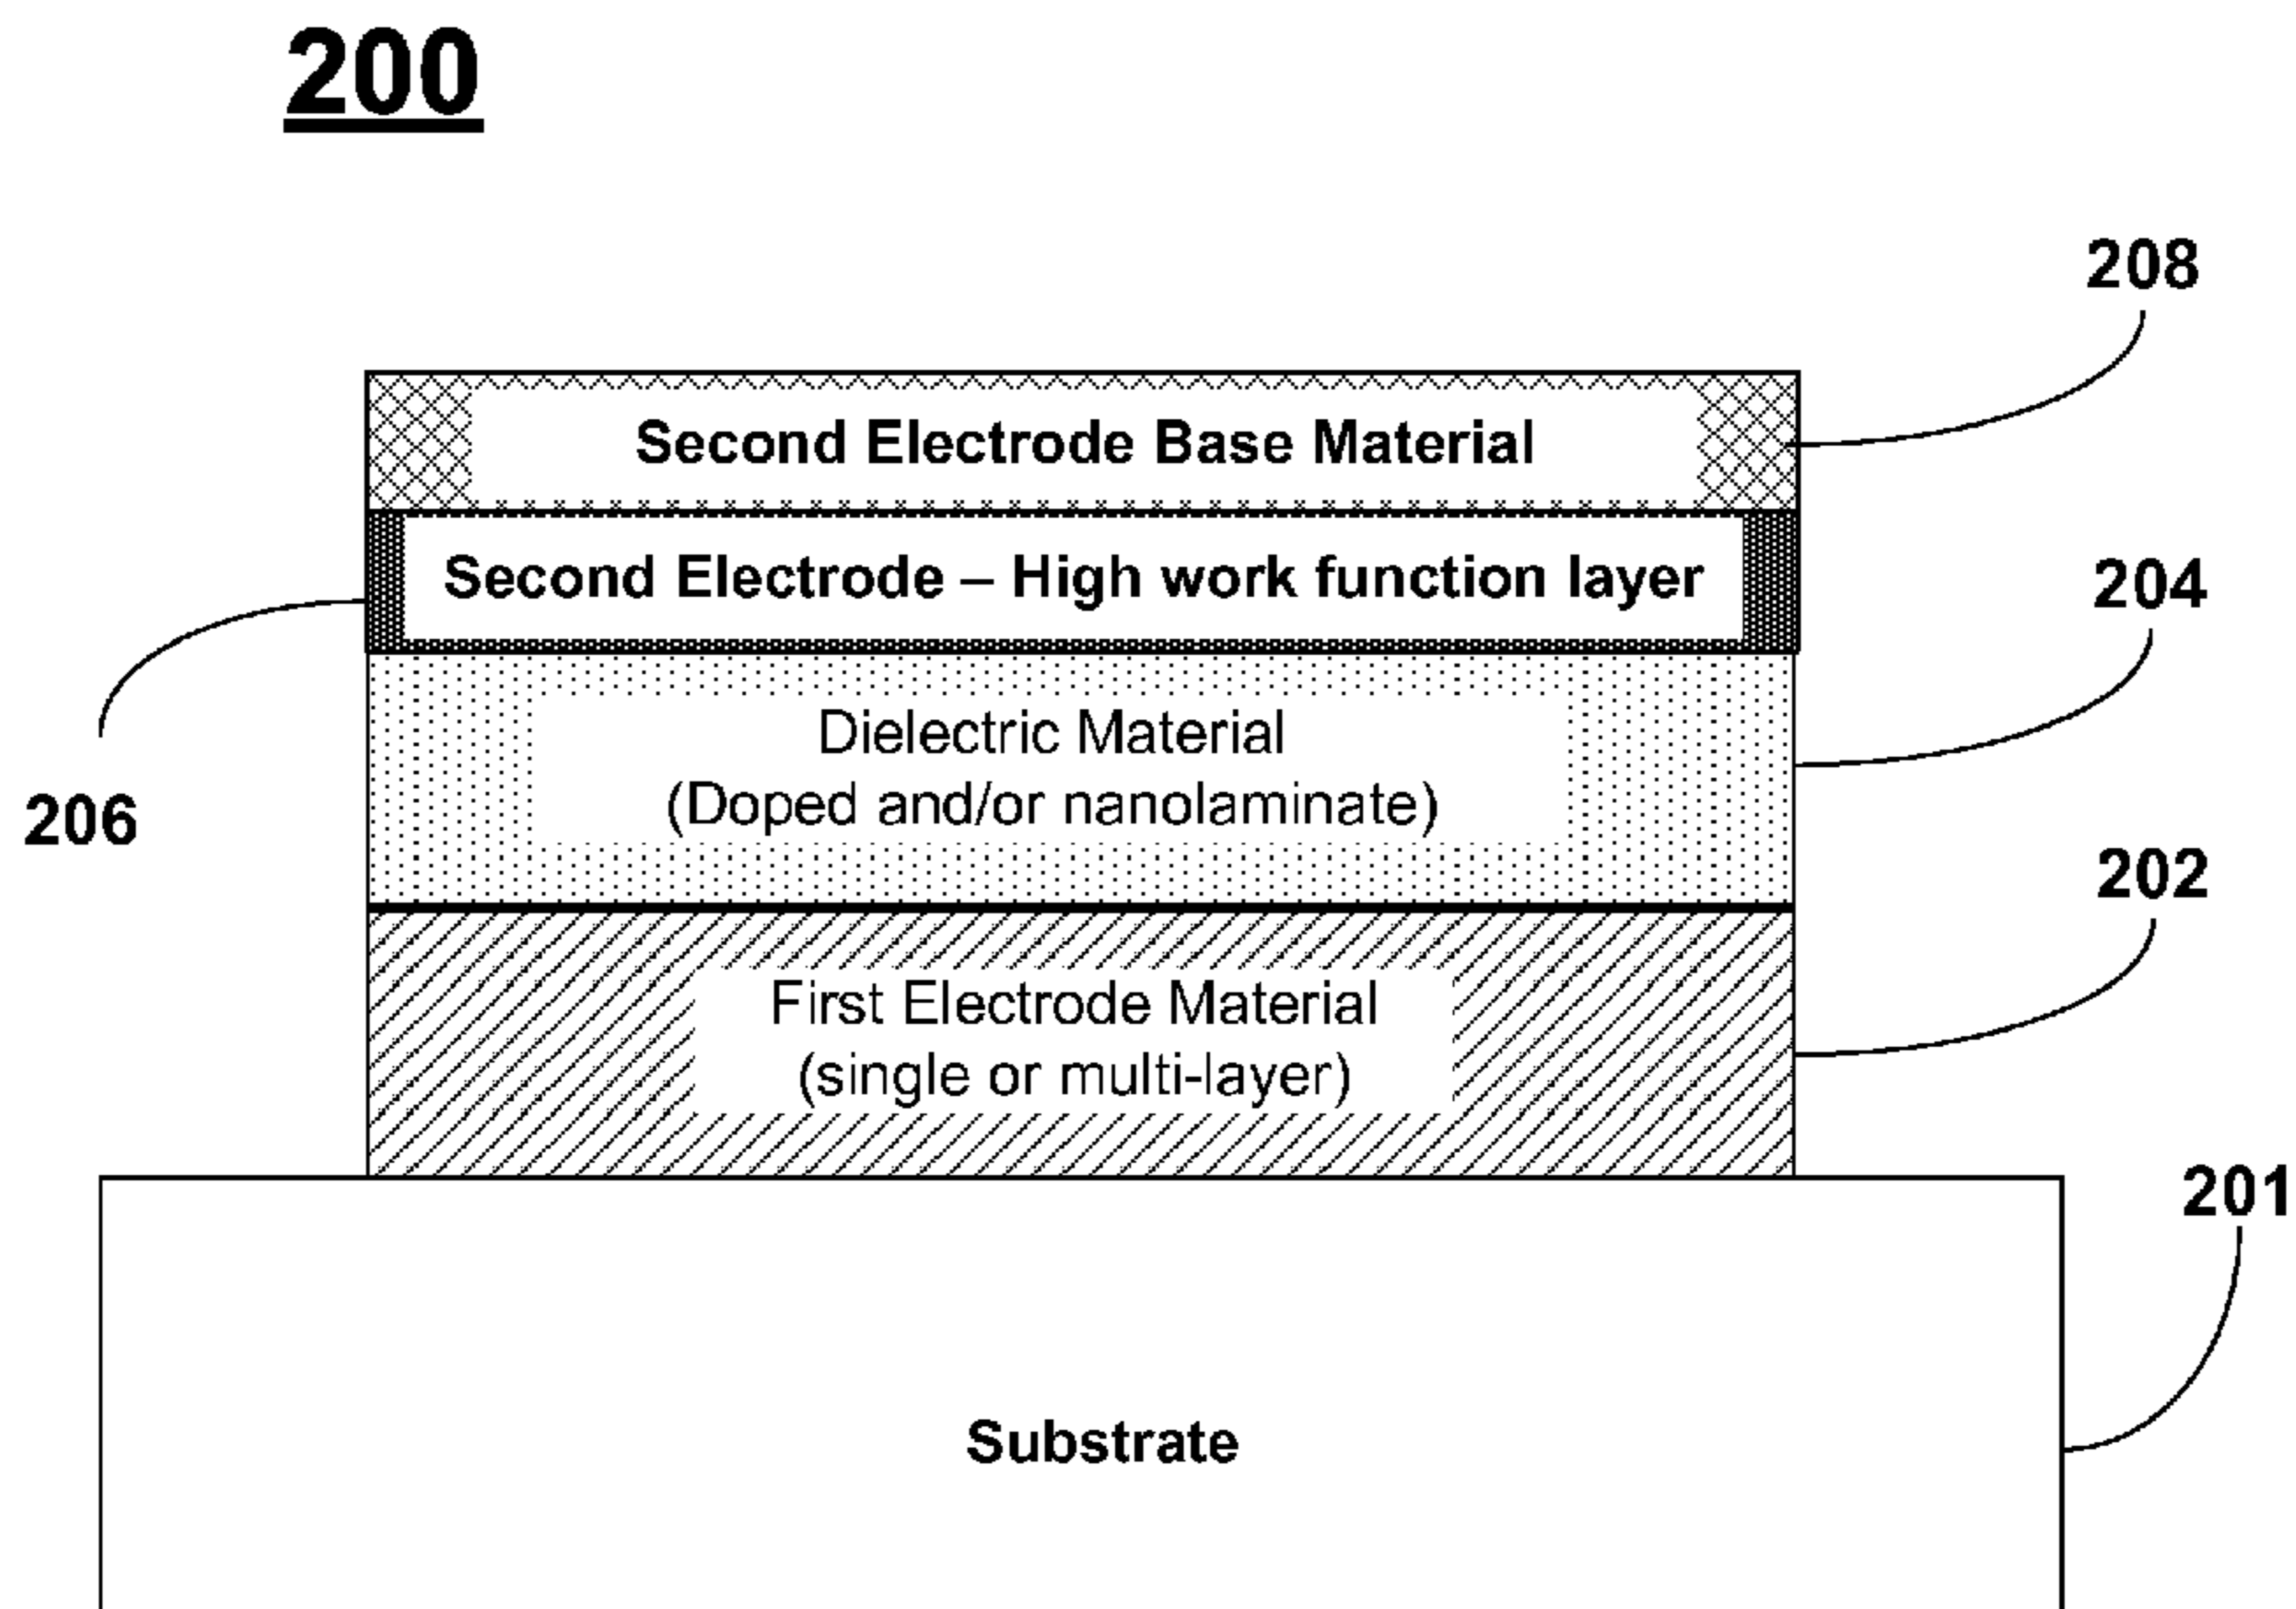 200
208
Second Electrode Base Material
Second Electrode – High work function layer
204
Dielectric Material
(Doped and/or nanolaminate)
206
202
First Electrode Material
(single or multi-layer)
201
Substrate